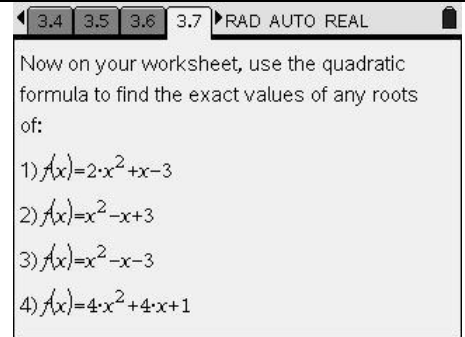 3.4 3.5 3.6 3.7 RAD AUTO REAL
Now on your worksheet, use the quadratic
formula to find the exact values of any roots
of:
1) f(x)=2·x²+x−3
2) f(x)=x²−x+3
3) f(x)=x²−x−3
4) f(x)=4·x²+4·x+1